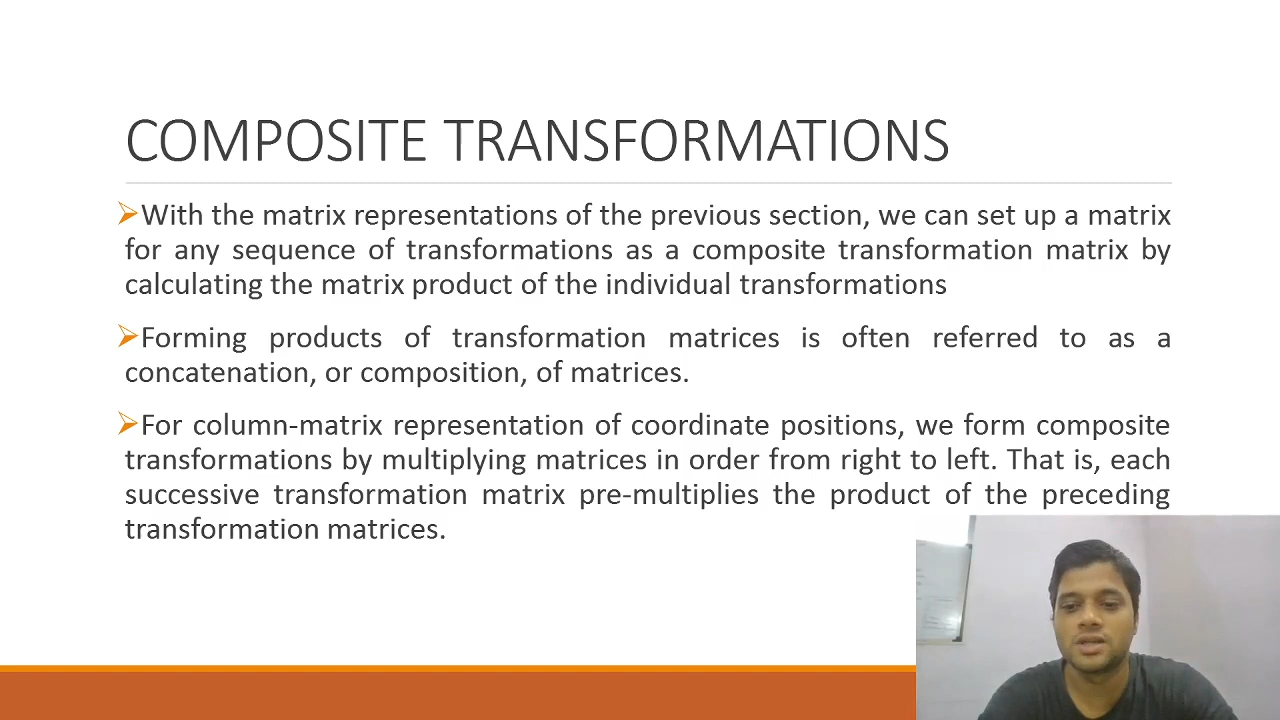 COMPOSITE TRANSFORMATIONS
➢With the matrix representations of the previous section, we can set up a matrix
for any sequence of transformations as a composite transformation matrix by
calculating the matrix product of the individual transformations
➢Forming products of transformation matrices is often referred to as a
concatenation, or composition, of matrices.
➢For column-matrix representation of coordinate positions, we form composite
transformations by multiplying matrices in order from right to left. That is, each
successive transformation matrix pre-multiplies the product of the preceding
transformation matrices.